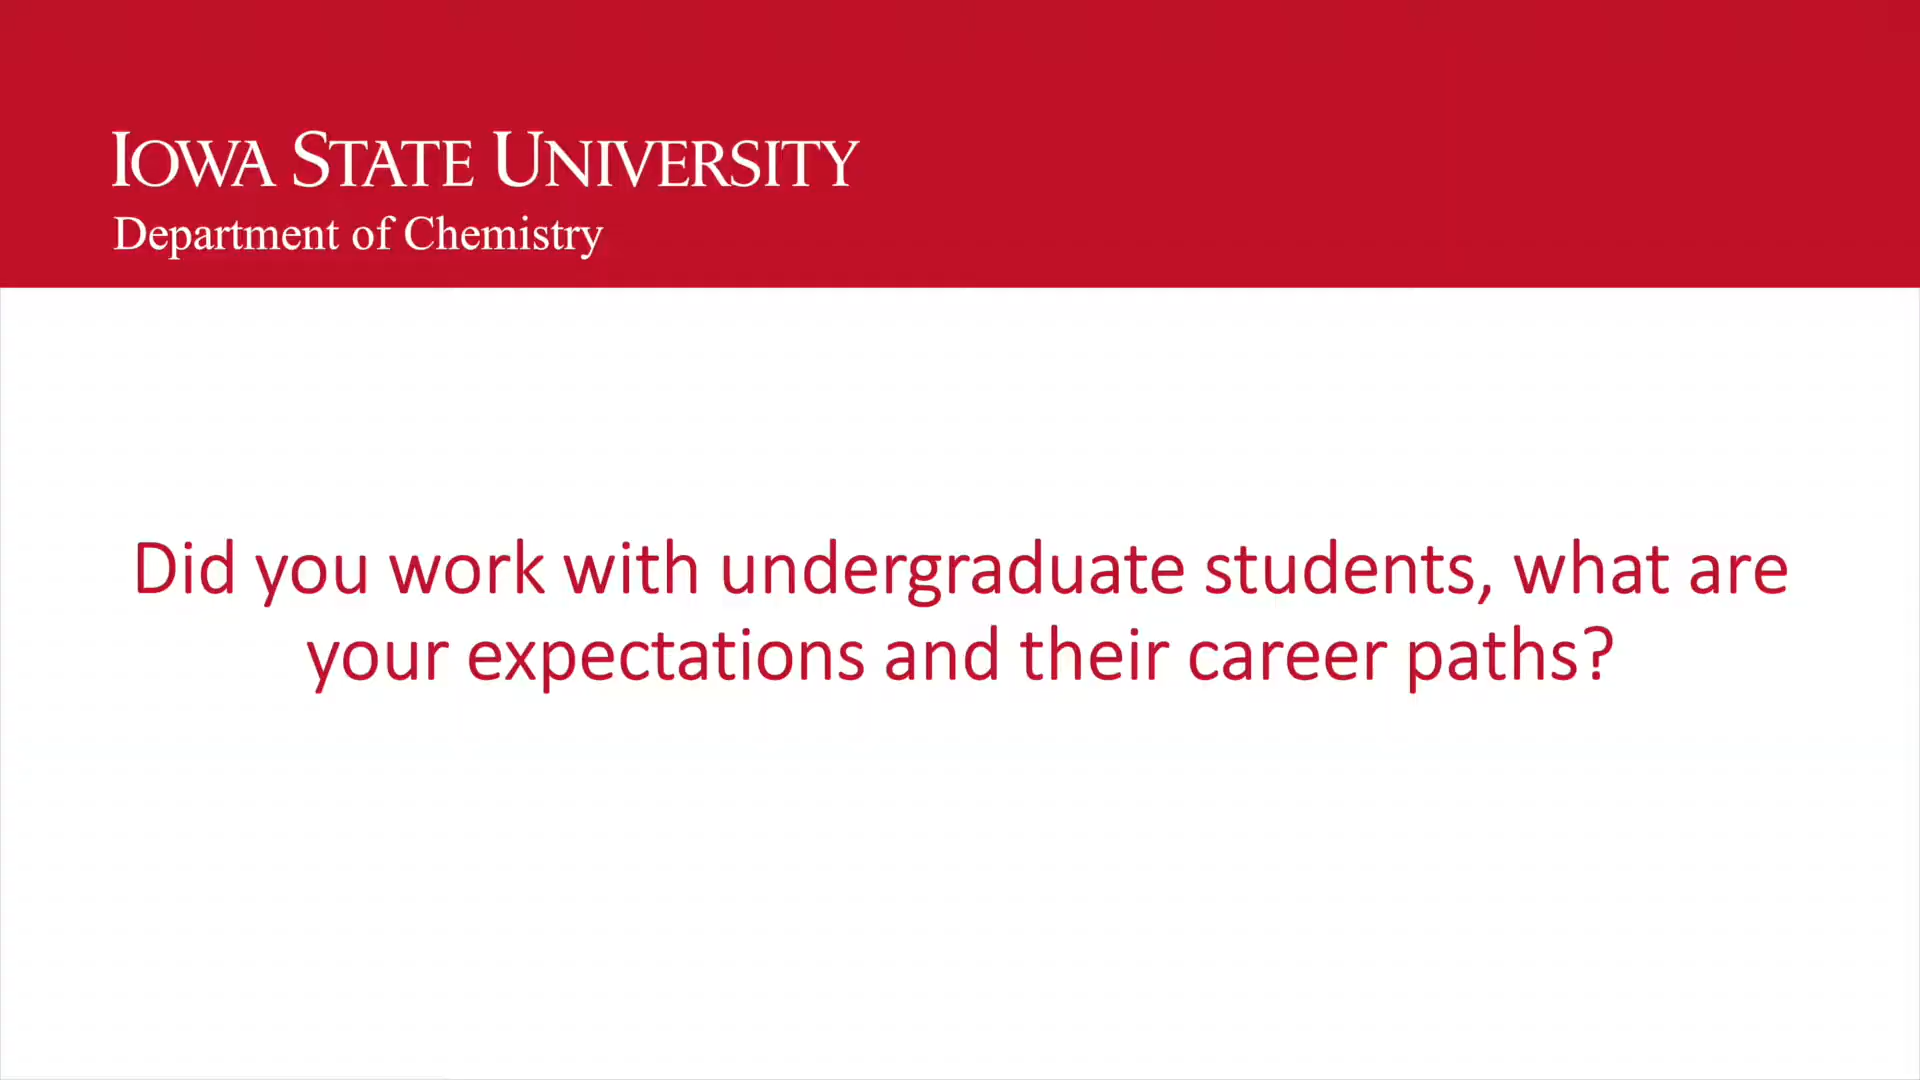 Iowa State University
Department of Chemistry
Did you work with undergraduate students, what are
your expectations and their career paths?